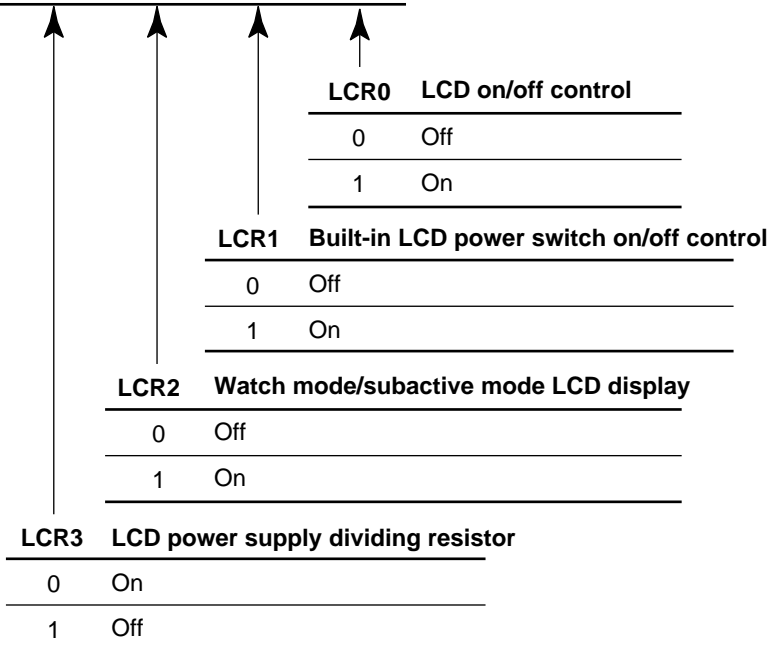 LCR0 LCD on/off control
0 Off
1 On
LCR1 Built-in LCD power switch on/off control
0 Off
1 On
LCR2 Watch mode/subactive mode LCD display
0 Off
1 On
LCR3 LCD power supply dividing resistor
0 On
1 Off